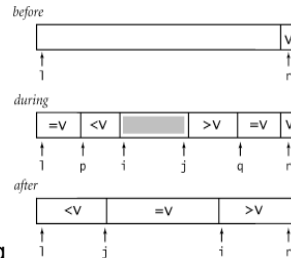 before
v
l r
during
=v <v >v =v v
l p i j q r
after
<v =v >v
g l j i r